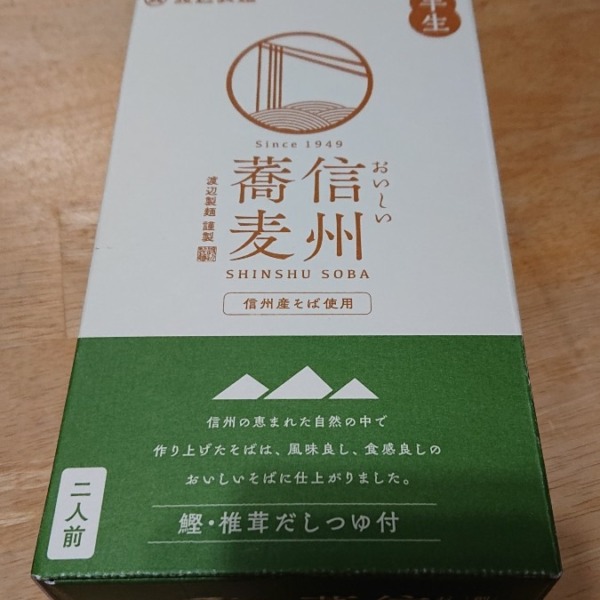 半生
Since 1949
おいしい
信州
蕎麦
渡辺製麺 謹製
SHINSHU SOBA
信州産そば使用
信州の恵まれた自然の中で
作り上げたそばは、風味良し、食感良しの
おいしいそばに仕上がりました。
鰹・椎茸だしつゆ付
二人前